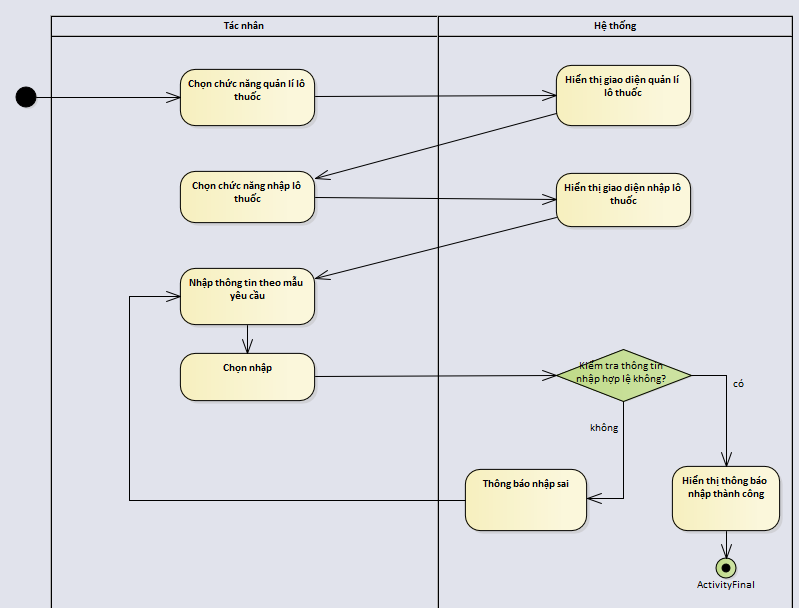 Tác nhân
Hệ thống
Chọn chức năng quản lí lô
thuốc
Hiển thị giao diện quản lí
lô thuốc
Chọn chức năng nhập lô
thuốc
Hiển thị giao diện nhập lô
thuốc
Nhập thông tin theo mẫu
yêu cầu
Chọn nhập
Kiểm tra thông tin
nhập hợp lệ không?
có
không
Thông báo nhập sai
Hiển thị thông báo
nhập thành công
ActivityFinal